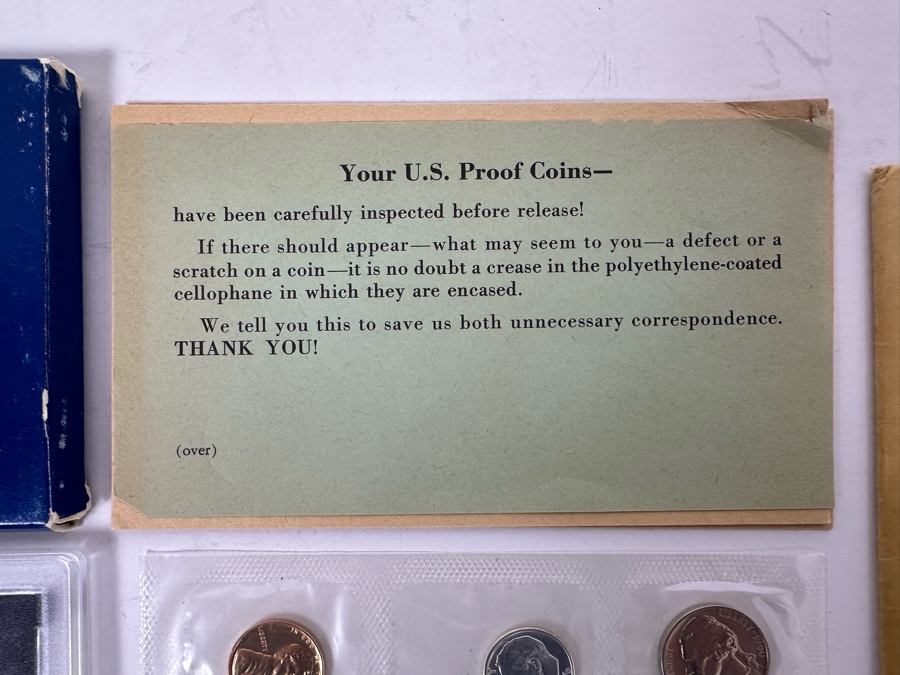 Your U.S. Proof Coins—
have been carefully inspected before release!
If there should appear—what may seem to you—a defect or a
scratch on a coin—it is no doubt a crease in the polyethylene-coated
cellophane in which they are encased.
We tell you this to save us both unnecessary correspondence.
THANK YOU!
(over)